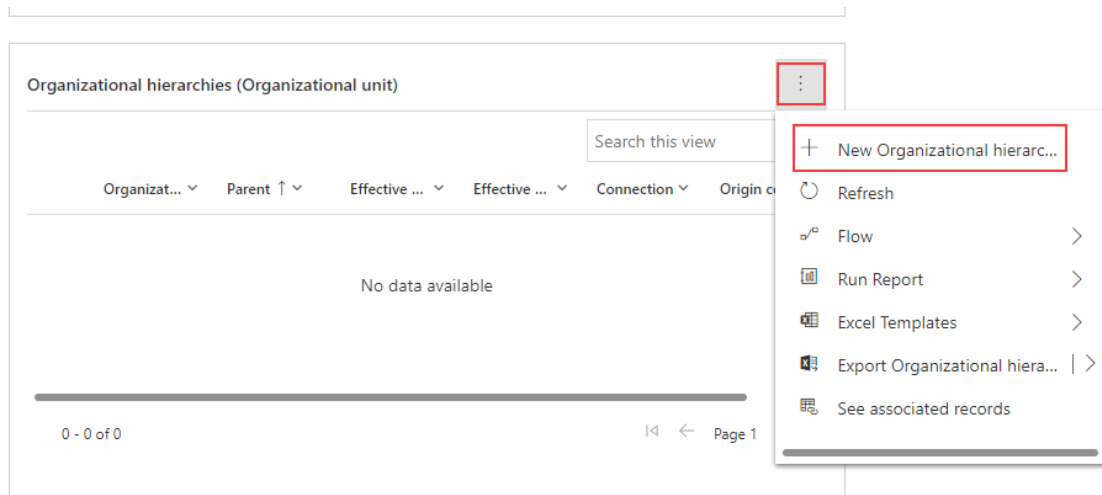 Organizational hierarchies (Organizational unit)
Search this view
Organizat... Parent ↑ Effective ... Effective ... Connection Origin c
No data available
0 - 0 of 0
Page 1
New Organizational hierarc...
Refresh
Flow
Run Report
Excel Templates
Export Organizational hiera...
See associated records